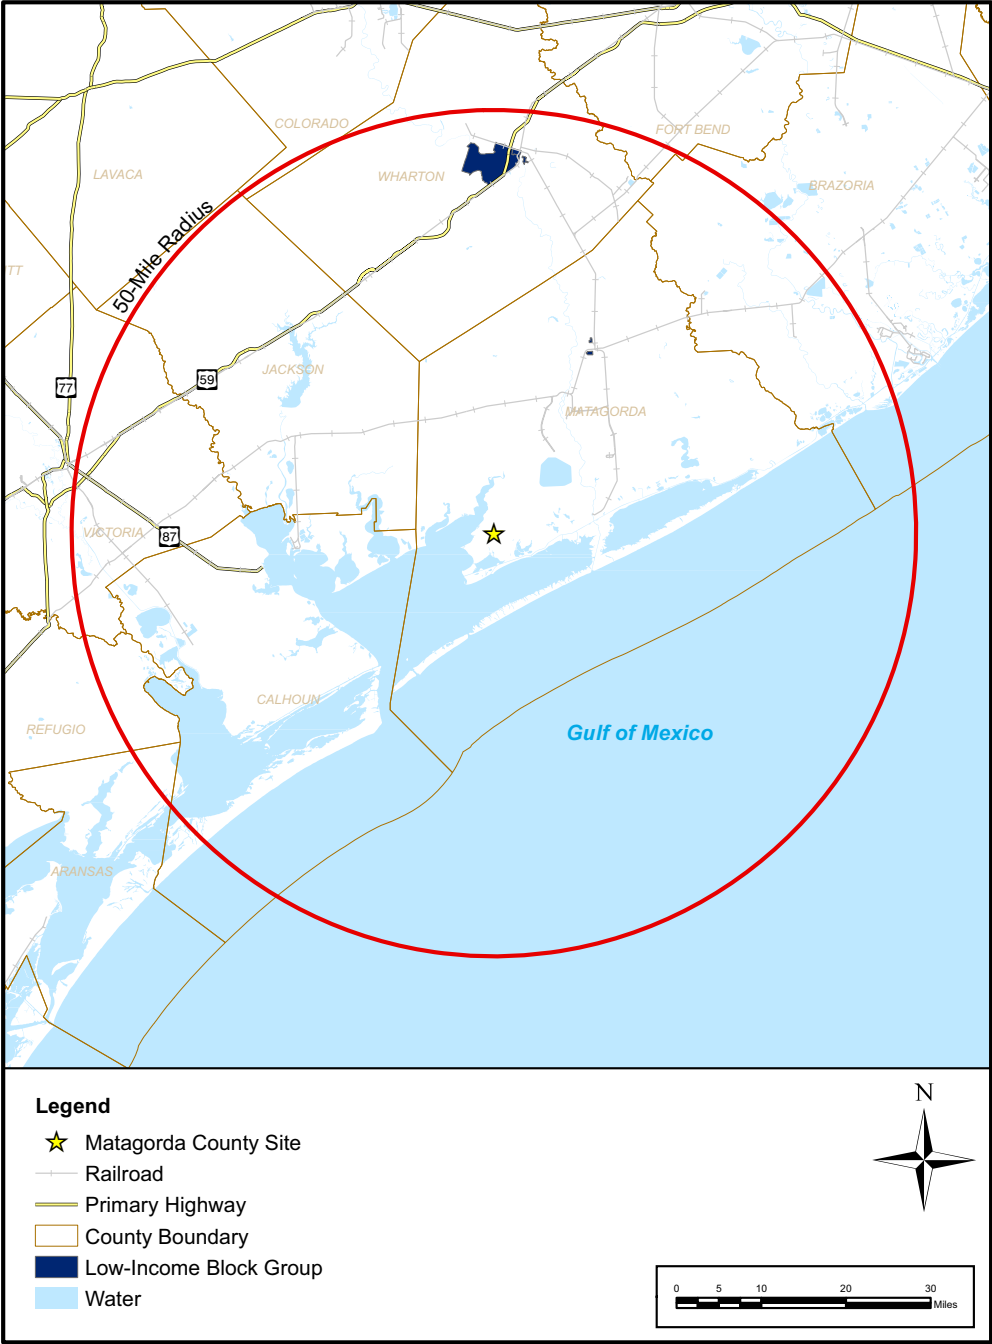 COLORADO
FORT BEND
LAVACA
WHARTON
BRAZORIA
50-Mile Radius
TT
JACKSON
59
77
MATAGORDA
VICTORIA
87
CALHOUN
REFUGIO
Gulf of Mexico
ARANSAS
Legend
Matagorda County Site
Railroad
Primary Highway
County Boundary
Low-Income Block Group
Water
N
0 5 10 20 30
Miles